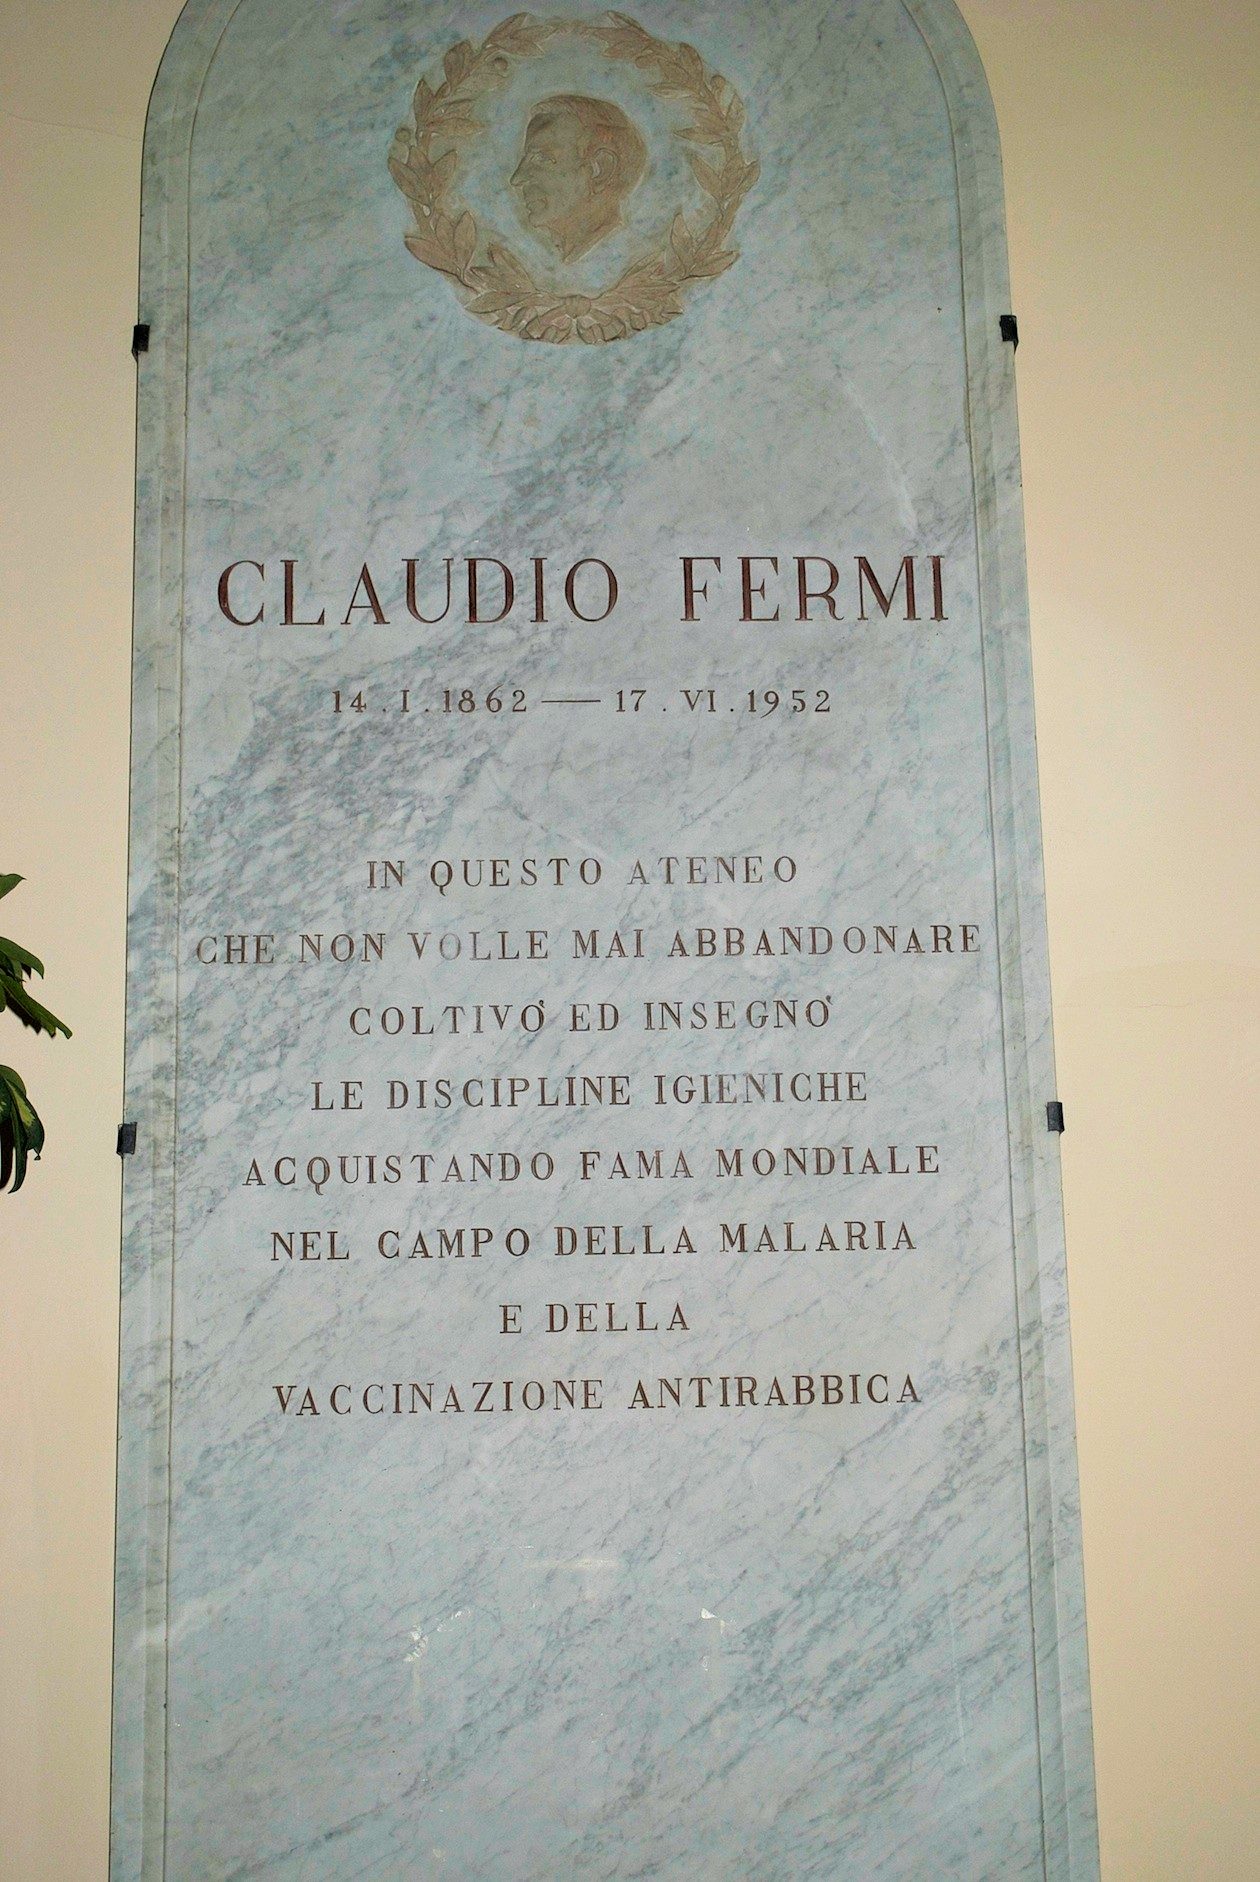 CLAUDIO FERMI
14.I.1862 — 17.VI.1952
IN QUESTO ATENEO
CHE NON VOLLE MAI ABBANDONARE
COLTIVÒ ED INSEGNÒ
LE DISCIPLINE IGIENICHE
ACQUISTANDO FAMA MONDIALE
NEL CAMPO DELLA MALARIA
E DELLA
VACCINAZIONE ANTIRABBICA